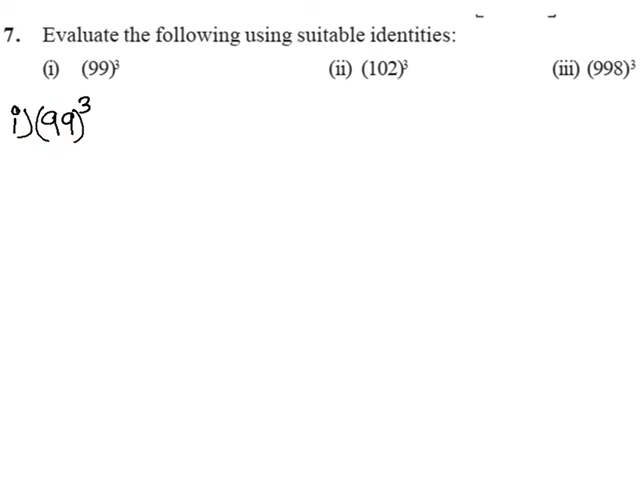 7. Evaluate the following using suitable identities:
(i) (99)³ (ii) (102)³ (iii) (998)³
i) (99)³